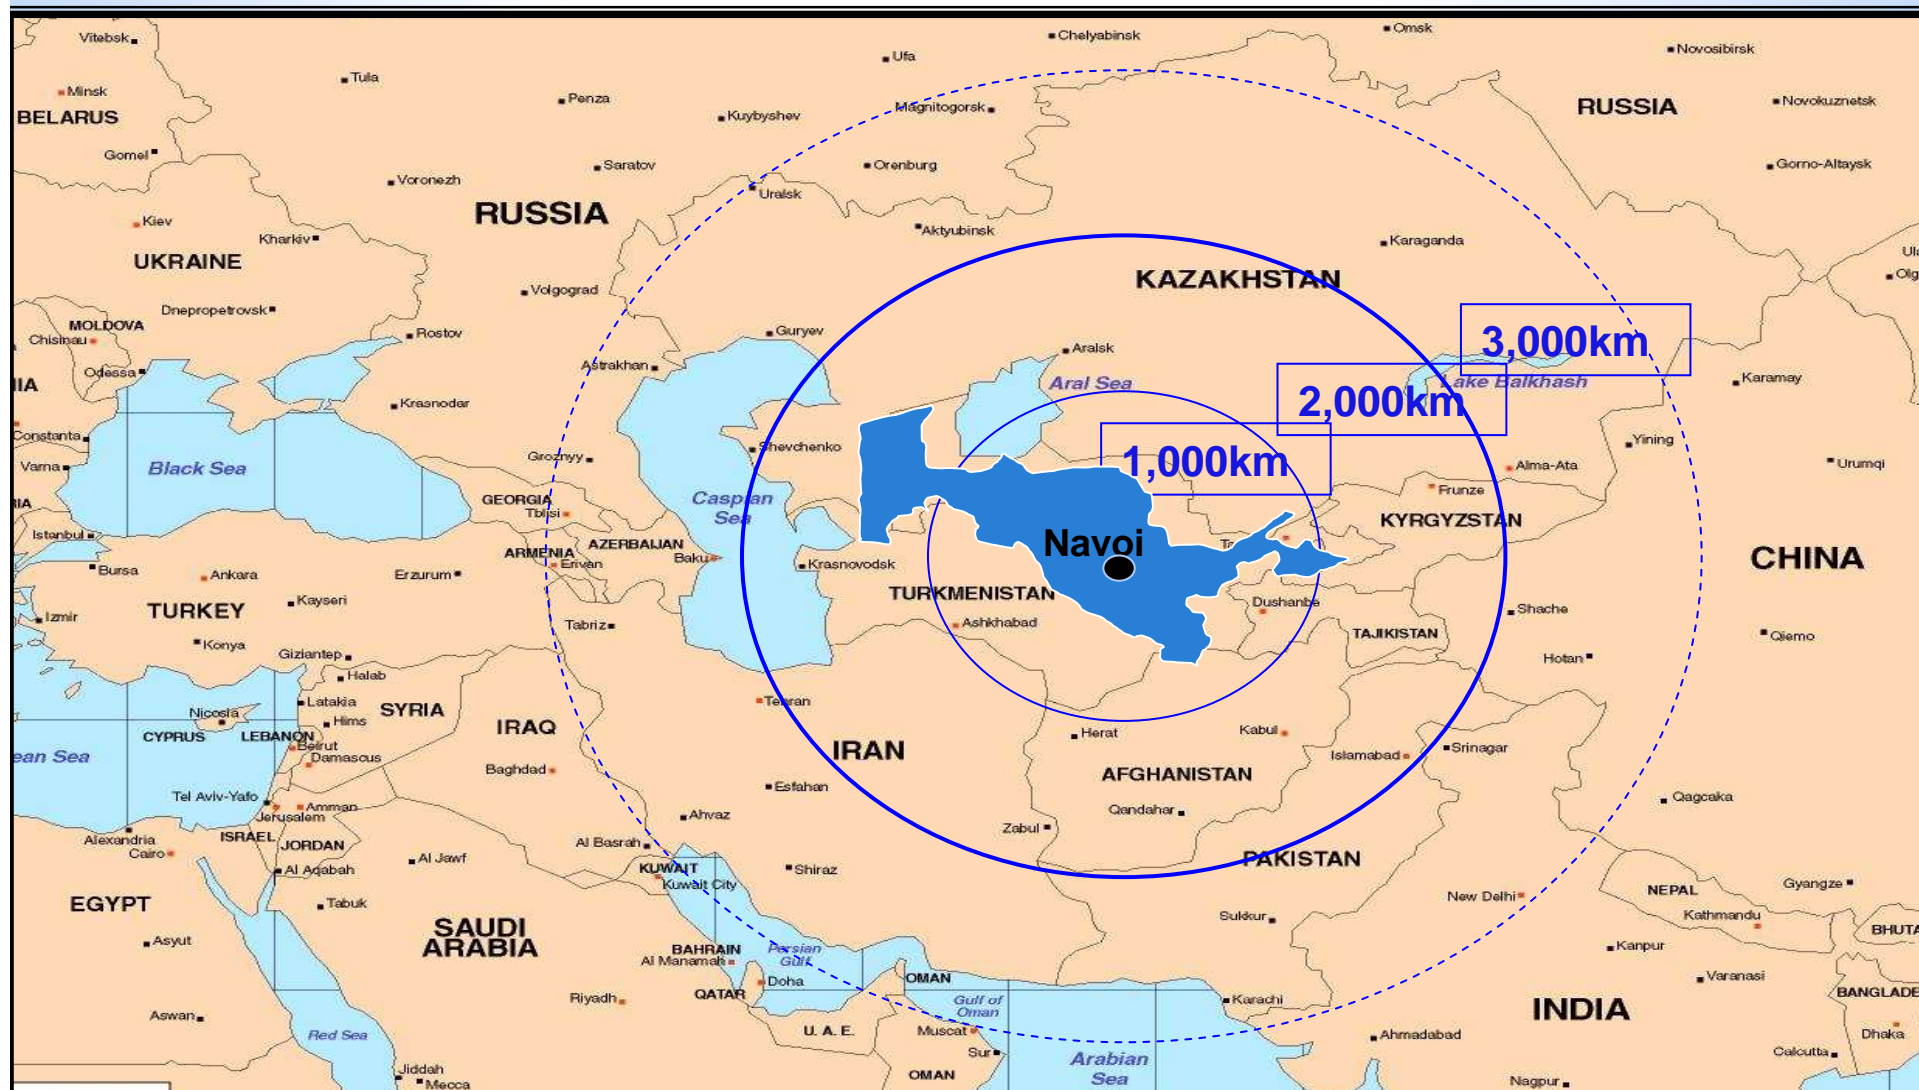 Vitebsk
Chelyabinsk
Omsk
Novosibirsk
Ufa
Tula
Minsk
Penza
Magnitogorsk
RUSSIA
Novokuznetsk
BELARUS
Kuybyshev
Gomel
Saratov
Orenburg
Gorno-Altaysk
Voronezh
Uralsk
RUSSIA
Kiev
Kharkiv
Aktyubinsk
Karaganda
UKRAINE
KAZAKHSTAN
Volgograd
Dnepropetrovsk
MOLDOVA
Chisinau
Rostov
Guryev
3,000km
Aralsk
Odessa
Astrakhan
Aral Sea
Lake Balkhash
Karamay
2,000km
Krasnodar
Constanta
Shevchenko
Yining
Varna
Black Sea
Groznyy
1,000km
Alma-Ata
Urumqi
Caspian
Sea
GEORGIA
Tblisi
Frunze
KYRGYZSTAN
Istanbul
ARMENIA
AZERBAIJAN
Navoi
CHINA
Bursa
Ankara
Erzurum
Erivan
Baku
Krasnovodsk
TURKEY
Kayseri
TURKMENISTAN
Dushanbe
Shache
Izmir
Tabriz
Ashkhabad
TAJIKISTAN
Qiemo
Konya
Giziantep
Hotan
Halab
Latakia
SYRIA
Tehran
Nicosia
Hims
IRAQ
CYPRUS
LEBANON
Beirut
Damascus
IRAN
Herat
Kabul
Islamabad
Srinagar
ean Sea
Baghdad
AFGHANISTAN
Esfahan
Tel Aviv-Yafo
Amman
Jerusalem
Qandahar
Qagcaka
Ahvaz
Zabul
Alexandria
Cairo
ISRAEL
JORDAN
Al Basrah
Al Jawf
PAKISTAN
Al Aqabah
KUWAIT
Kuwait City
Shiraz
NEPAL
Gyangze
EGYPT
Tabuk
New Delhi
Kathmandu
SAUDI
ARABIA
Sukkur
BHUTA
Asyut
BAHRAIN
Al Manamah
Persian
Gulf
Kanpur
QATAR
Doha
OMAN
Varanasi
Riyadh
Gulf of
Oman
Karachi
INDIA
BANGLADE
Aswan
U. A. E.
Muscat
Red Sea
Ahmadabad
Dhaka
Sur
Arabian
Sea
Calcutta
Jiddah
Mecca
OMAN
Nagpur